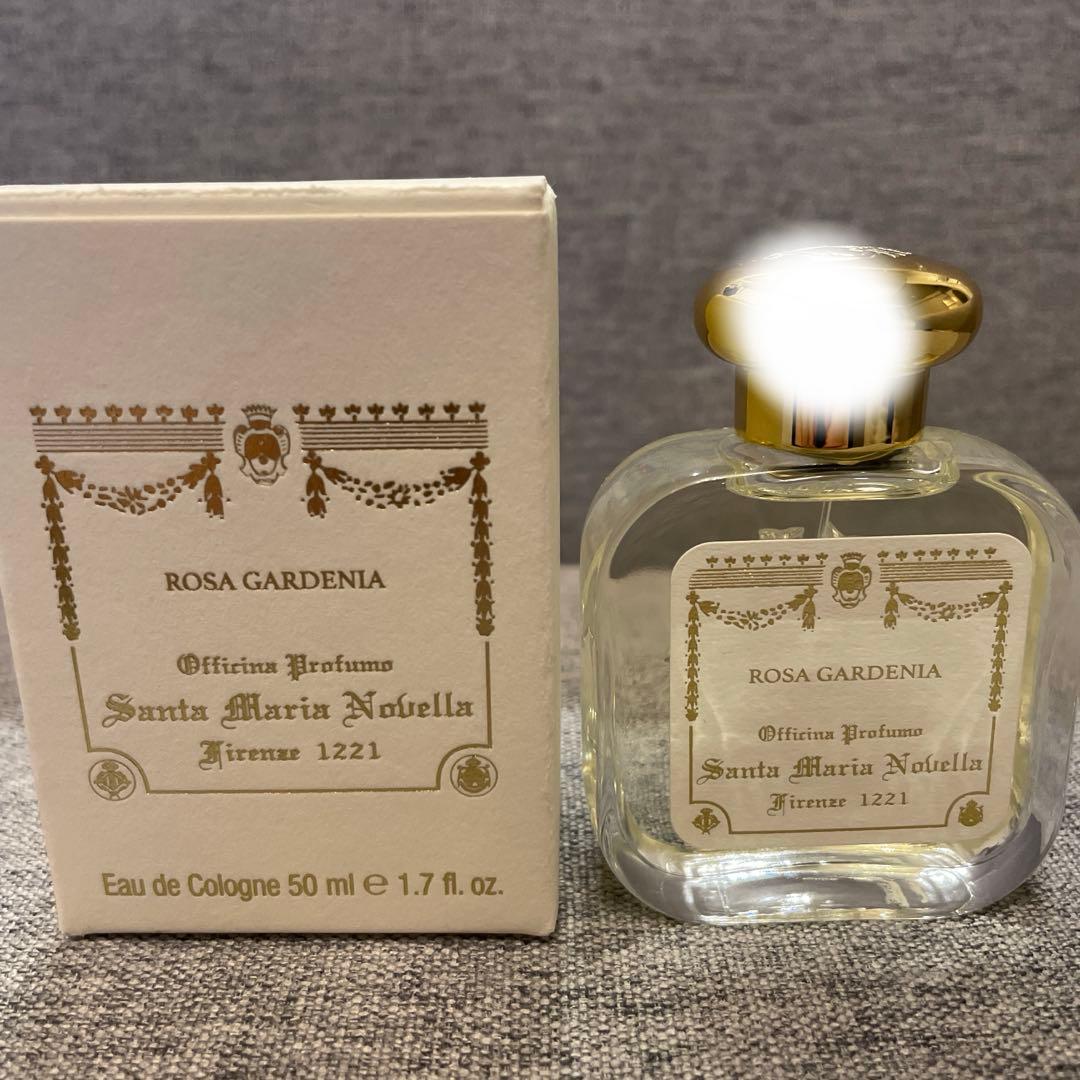 ROSA GARDENIA
Officina Profumo
Santa Maria Novella
Firenze 1221
Eau de Cologne 50 ml ℮ 1.7 fl. oz.
ROSA GARDENIA
Officina Profumo
Santa Maria Novella
Firenze 1221